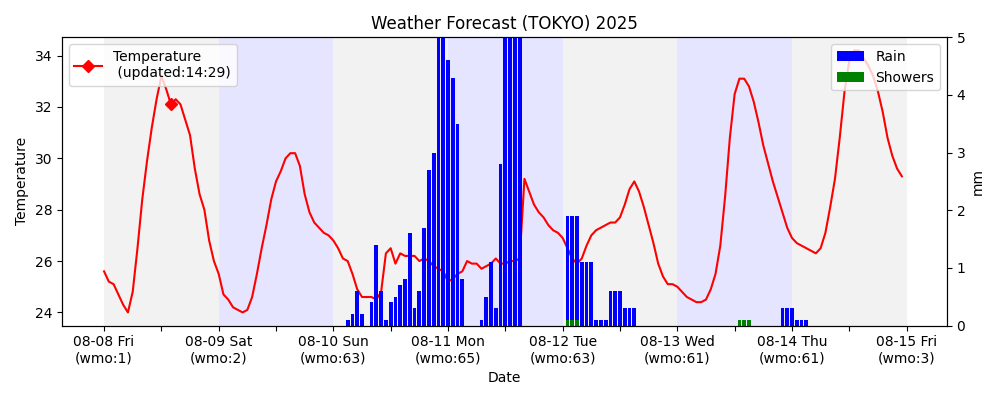 Weather Forecast (TOKYO) 2025
Temperature
(updated:14:29)
Rain
Showers
34
32
30
28
26
24
Temperature
5
4
3
2
1
0
mm
08-08 Fri
(wmo:1)
08-09 Sat
(wmo:2)
08-10 Sun
(wmo:63)
08-11 Mon
(wmo:65)
08-12 Tue
(wmo:63)
08-13 Wed
(wmo:61)
08-14 Thu
(wmo:61)
08-15 Fri
(wmo:3)
Date